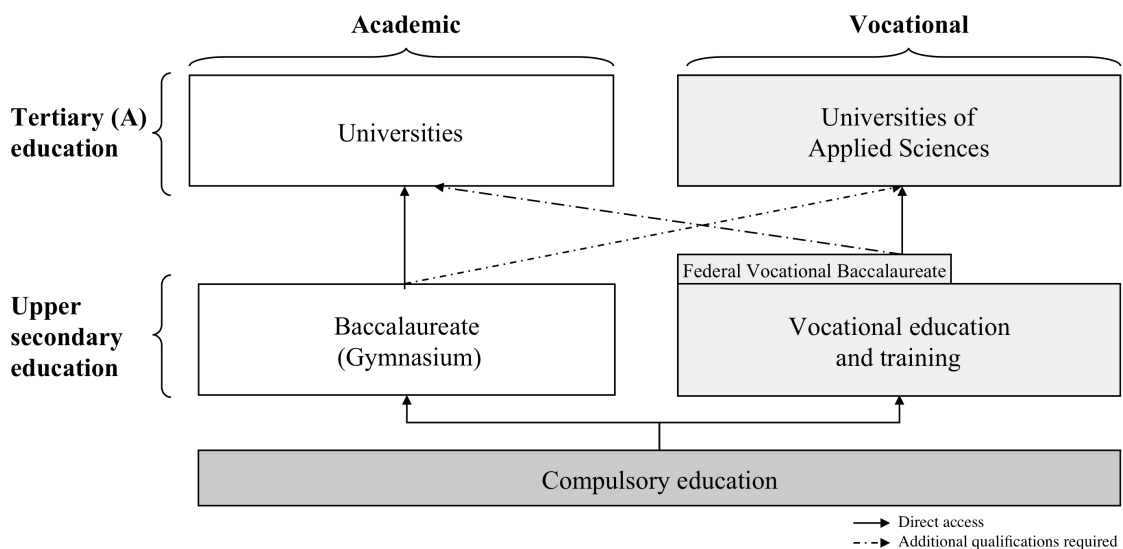 Academic
Vocational
Tertiary (A)
education
Universities
Universities of
Applied Sciences
Federal Vocational Baccalaureate
Upper
secondary
education
Baccalaureate
(Gymnasium)
Vocational education
and training
Compulsory education
Direct access
Additional qualifications required